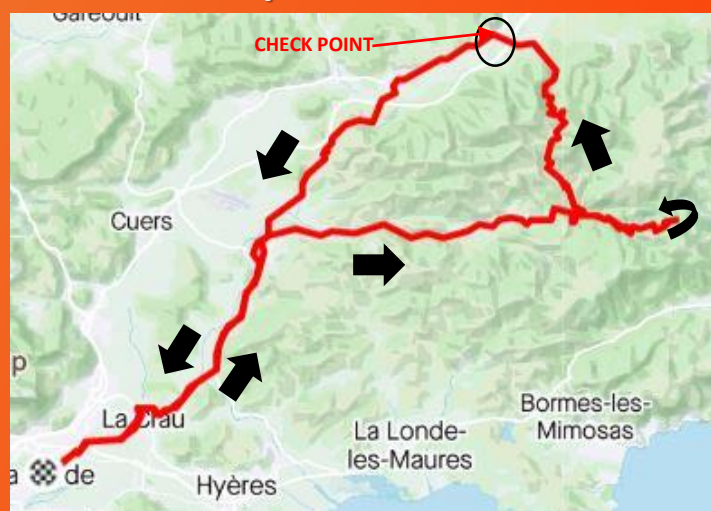 Gareoult
CHECK POINT
Cuers
La Crau
Bormes-les-
Mimosas
La Londe-
les-Maures
de
Hyères